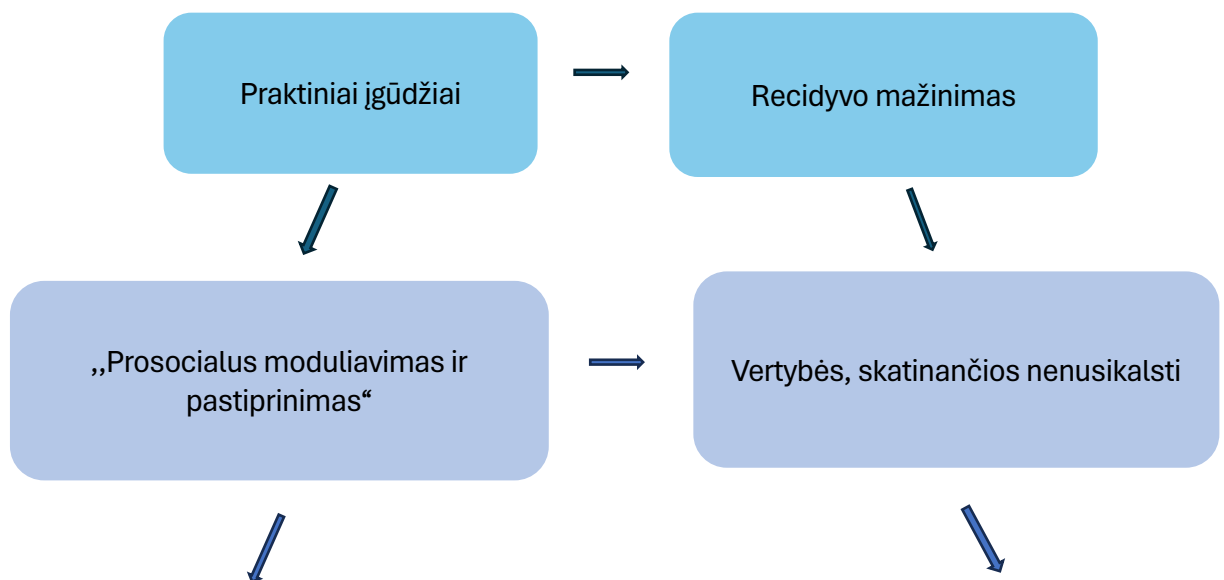 Praktiniai įgūdžiai
Recidyvo mažinimas
,,Prosocialus moduliavimas ir
pastiprinimas“
Vertybės, skatinančios nenusikalsti